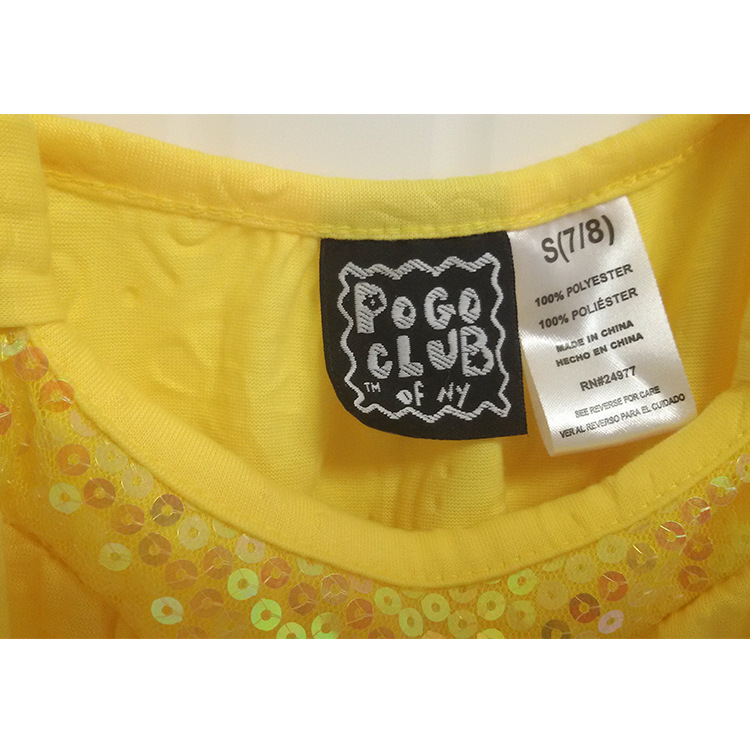 POGO
CLUB
™ OF NY
S(7/8)
100% POLYESTER
100% POLIÉSTER
MADE IN CHINA
HECHO EN CHINA
RN#24977
SEE REVERSE FOR CARE
VER AL REVERSO PARA EL CUIDADO